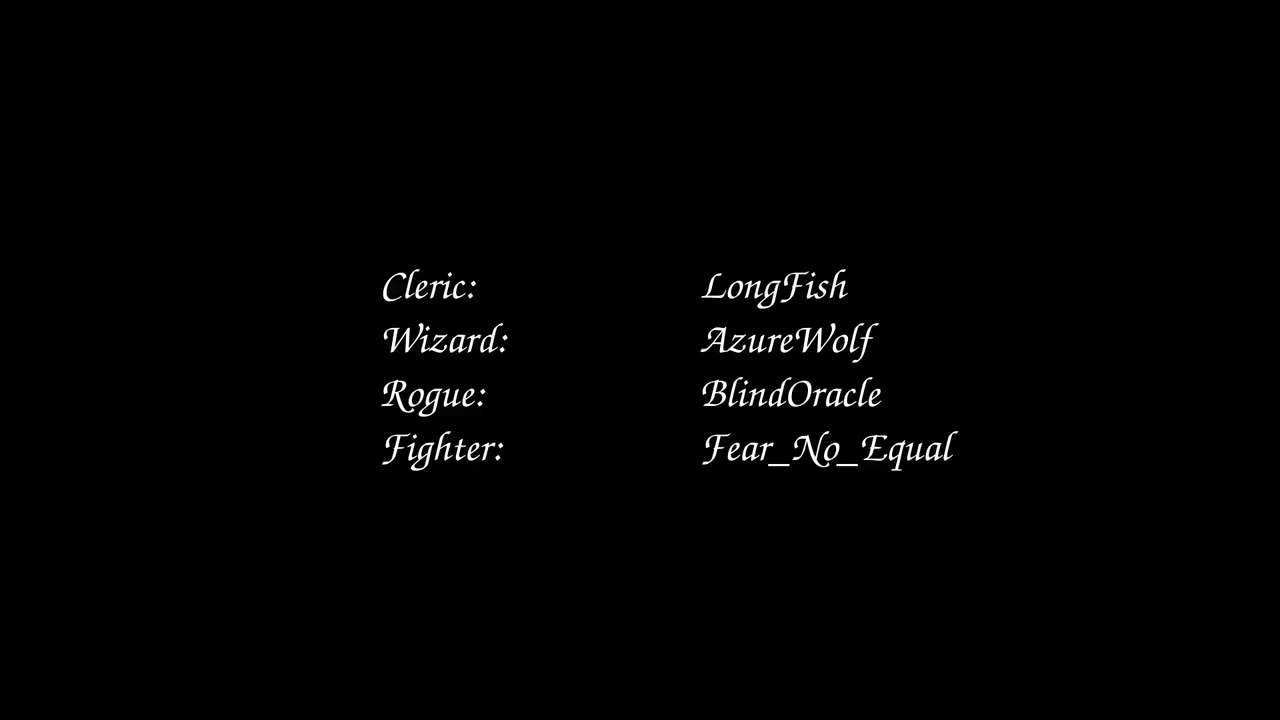 Cleric: LongFish
Wizard: AzureWolf
Rogue: BlindOracle
Fighter: Fear_No_Equal